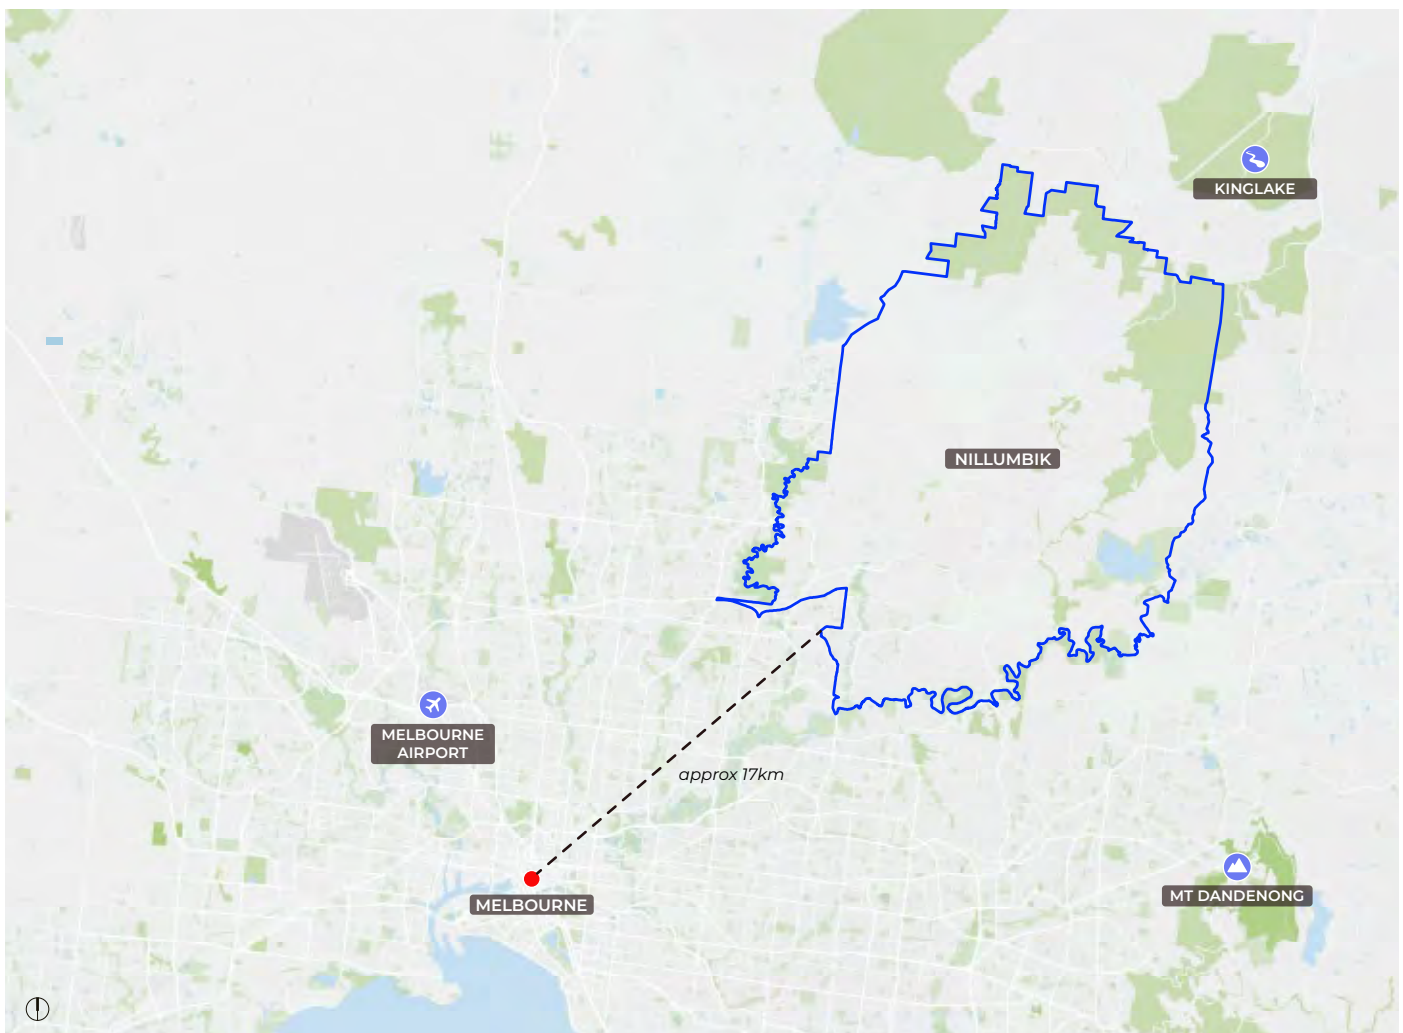 KINGLAKE
NILLUMBIK
MELBOURNE
AIRPORT
approx 17km
MELBOURNE
MT DANDENONG